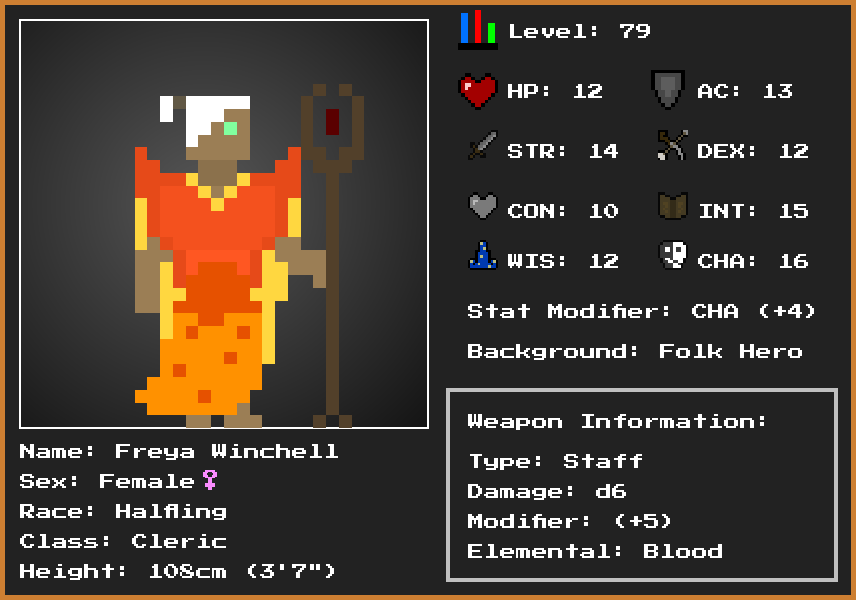 Level: 79
HP: 12 AC: 13
STR: 14 DEX: 12
CON: 10 INT: 15
WIS: 12 CHA: 16
Stat Modifier: CHA (+4)
Background: Folk Hero
Weapon Information:
Type: Staff
Damage: d6
Modifier: (+5)
Elemental: Blood
Name: Freya Winchell
Sex: Female♀
Race: Halfling
Class: Cleric
Height: 108cm (3'7")